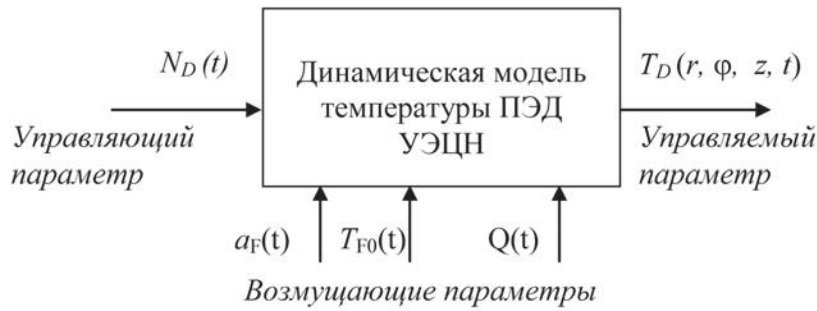 N_D (t)
Управляющий
параметр
Динамическая модель
температуры ПЭД
УЭЦН
T_D (r, φ, z, t)
Управляемый
параметр
a_F(t)
T_F0(t)
Q(t)
Возмущающие параметры